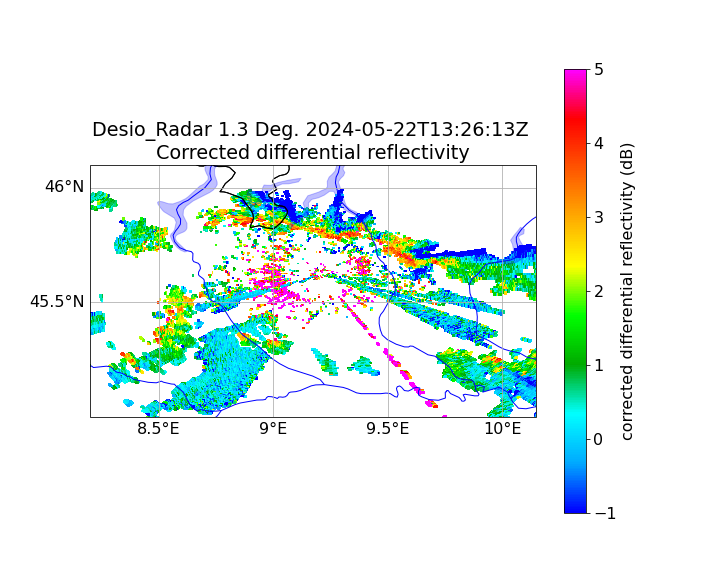 Desio_Radar 1.3 Deg. 2024-05-22T13:26:13Z
Corrected differential reflectivity
46°N
45.5°N
8.5°E
9°E
9.5°E
10°E
5
4
3
2
1
0
−1
corrected differential reflectivity (dB)